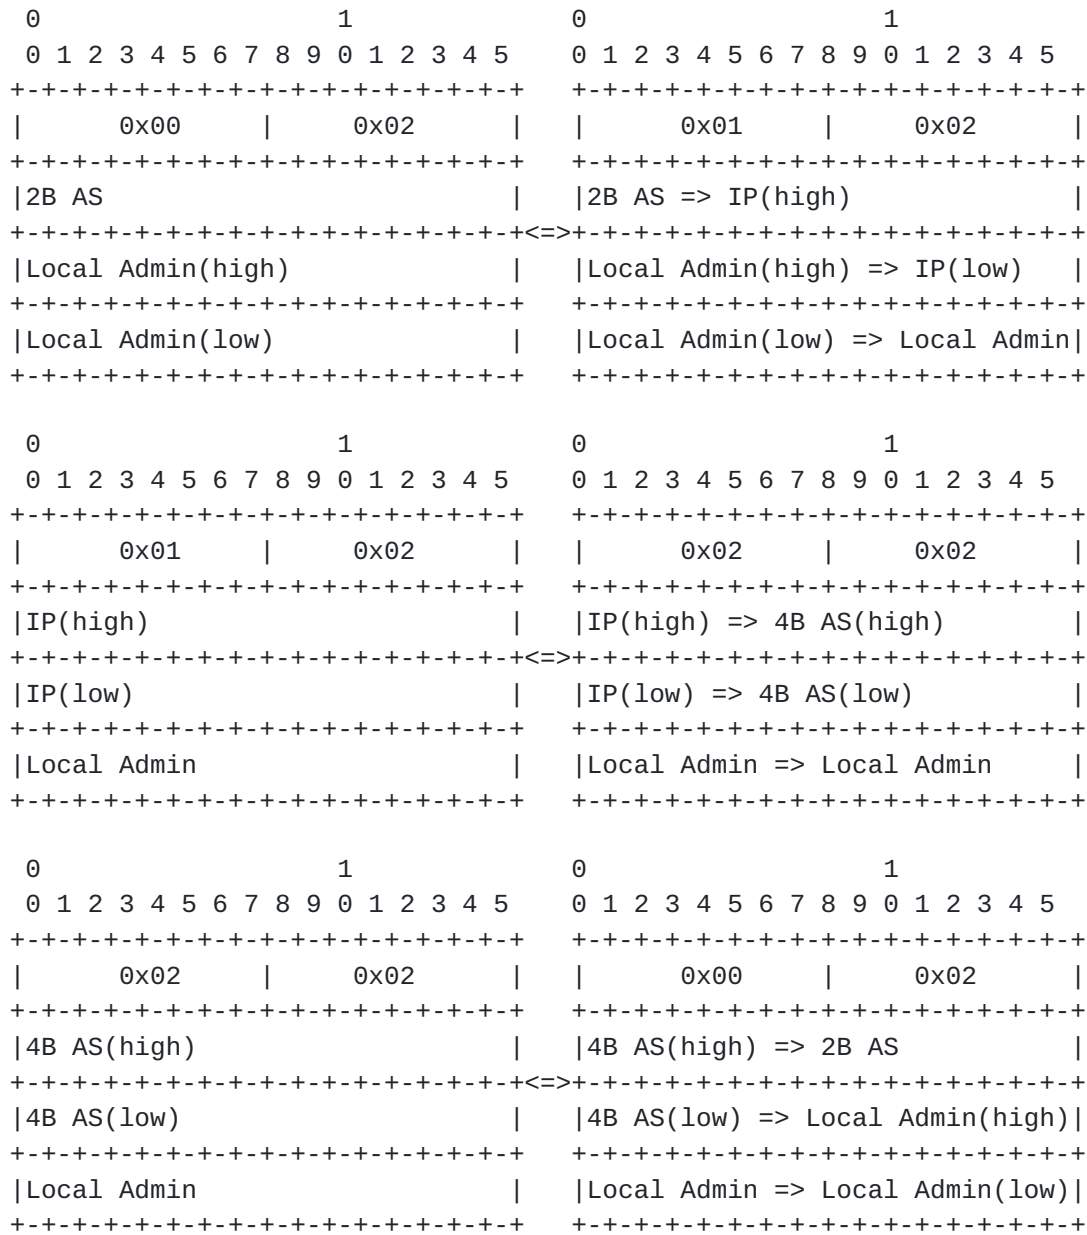 0                   1              0                   1
 0 1 2 3 4 5 6 7 8 9 0 1 2 3 4 5    0 1 2 3 4 5 6 7 8 9 0 1 2 3 4 5
+-+-+-+-+-+-+-+-+-+-+-+-+-+-+-+-+   +-+-+-+-+-+-+-+-+-+-+-+-+-+-+-+-+
|      0x00     |     0x02      |   |      0x01     |     0x02      |
+-+-+-+-+-+-+-+-+-+-+-+-+-+-+-+-+   +-+-+-+-+-+-+-+-+-+-+-+-+-+-+-+-+
|2B AS                          |   |2B AS => IP(high)              |
+-+-+-+-+-+-+-+-+-+-+-+-+-+-+-+-+<=>+-+-+-+-+-+-+-+-+-+-+-+-+-+-+-+-+
|Local Admin(high)              |   |Local Admin(high) => IP(low)   |
+-+-+-+-+-+-+-+-+-+-+-+-+-+-+-+-+   +-+-+-+-+-+-+-+-+-+-+-+-+-+-+-+-+
|Local Admin(low)               |   |Local Admin(low) => Local Admin|
+-+-+-+-+-+-+-+-+-+-+-+-+-+-+-+-+   +-+-+-+-+-+-+-+-+-+-+-+-+-+-+-+-+

 0                   1              0                   1
 0 1 2 3 4 5 6 7 8 9 0 1 2 3 4 5    0 1 2 3 4 5 6 7 8 9 0 1 2 3 4 5
+-+-+-+-+-+-+-+-+-+-+-+-+-+-+-+-+   +-+-+-+-+-+-+-+-+-+-+-+-+-+-+-+-+
|      0x01     |     0x02      |   |      0x02     |     0x02      |
+-+-+-+-+-+-+-+-+-+-+-+-+-+-+-+-+   +-+-+-+-+-+-+-+-+-+-+-+-+-+-+-+-+
|IP(high)                       |   |IP(high) => 4B AS(high)        |
+-+-+-+-+-+-+-+-+-+-+-+-+-+-+-+-+<=>+-+-+-+-+-+-+-+-+-+-+-+-+-+-+-+-+
|IP(low)                        |   |IP(low) => 4B AS(low)          |
+-+-+-+-+-+-+-+-+-+-+-+-+-+-+-+-+   +-+-+-+-+-+-+-+-+-+-+-+-+-+-+-+-+
|Local Admin                    |   |Local Admin => Local Admin     |
+-+-+-+-+-+-+-+-+-+-+-+-+-+-+-+-+   +-+-+-+-+-+-+-+-+-+-+-+-+-+-+-+-+

 0                   1              0                   1
 0 1 2 3 4 5 6 7 8 9 0 1 2 3 4 5    0 1 2 3 4 5 6 7 8 9 0 1 2 3 4 5
+-+-+-+-+-+-+-+-+-+-+-+-+-+-+-+-+   +-+-+-+-+-+-+-+-+-+-+-+-+-+-+-+-+
|      0x02     |     0x02      |   |      0x00     |     0x02      |
+-+-+-+-+-+-+-+-+-+-+-+-+-+-+-+-+   +-+-+-+-+-+-+-+-+-+-+-+-+-+-+-+-+
|4B AS(high)                    |   |4B AS(high) => 2B AS           |
+-+-+-+-+-+-+-+-+-+-+-+-+-+-+-+-+<=>+-+-+-+-+-+-+-+-+-+-+-+-+-+-+-+-+
|4B AS(low)                     |   |4B AS(low) => Local Admin(high)|
+-+-+-+-+-+-+-+-+-+-+-+-+-+-+-+-+   +-+-+-+-+-+-+-+-+-+-+-+-+-+-+-+-+
|Local Admin                    |   |Local Admin => Local Admin(low)|
+-+-+-+-+-+-+-+-+-+-+-+-+-+-+-+-+   +-+-+-+-+-+-+-+-+-+-+-+-+-+-+-+-+